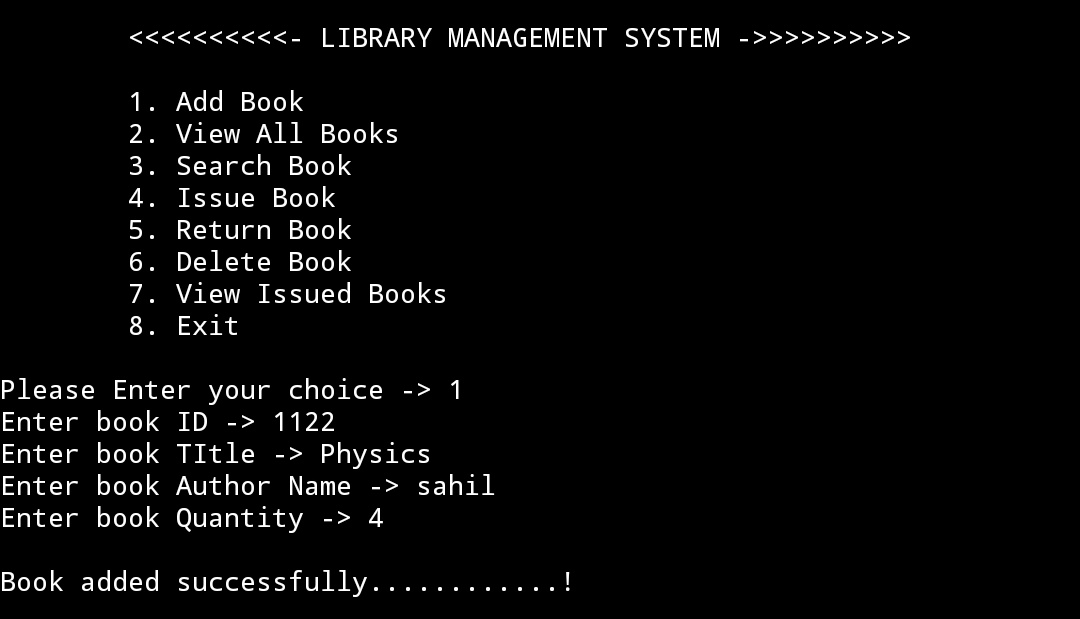 <<<<<<<<<<- LIBRARY MANAGEMENT SYSTEM ->>>>>>>>>>
1. Add Book
2. View All Books
3. Search Book
4. Issue Book
5. Return Book
6. Delete Book
7. View Issued Books
8. Exit
Please Enter your choice -> 1
Enter book ID -> 1122
Enter book TItle -> Physics
Enter book Author Name -> sahil
Enter book Quantity -> 4
Book added successfully............!